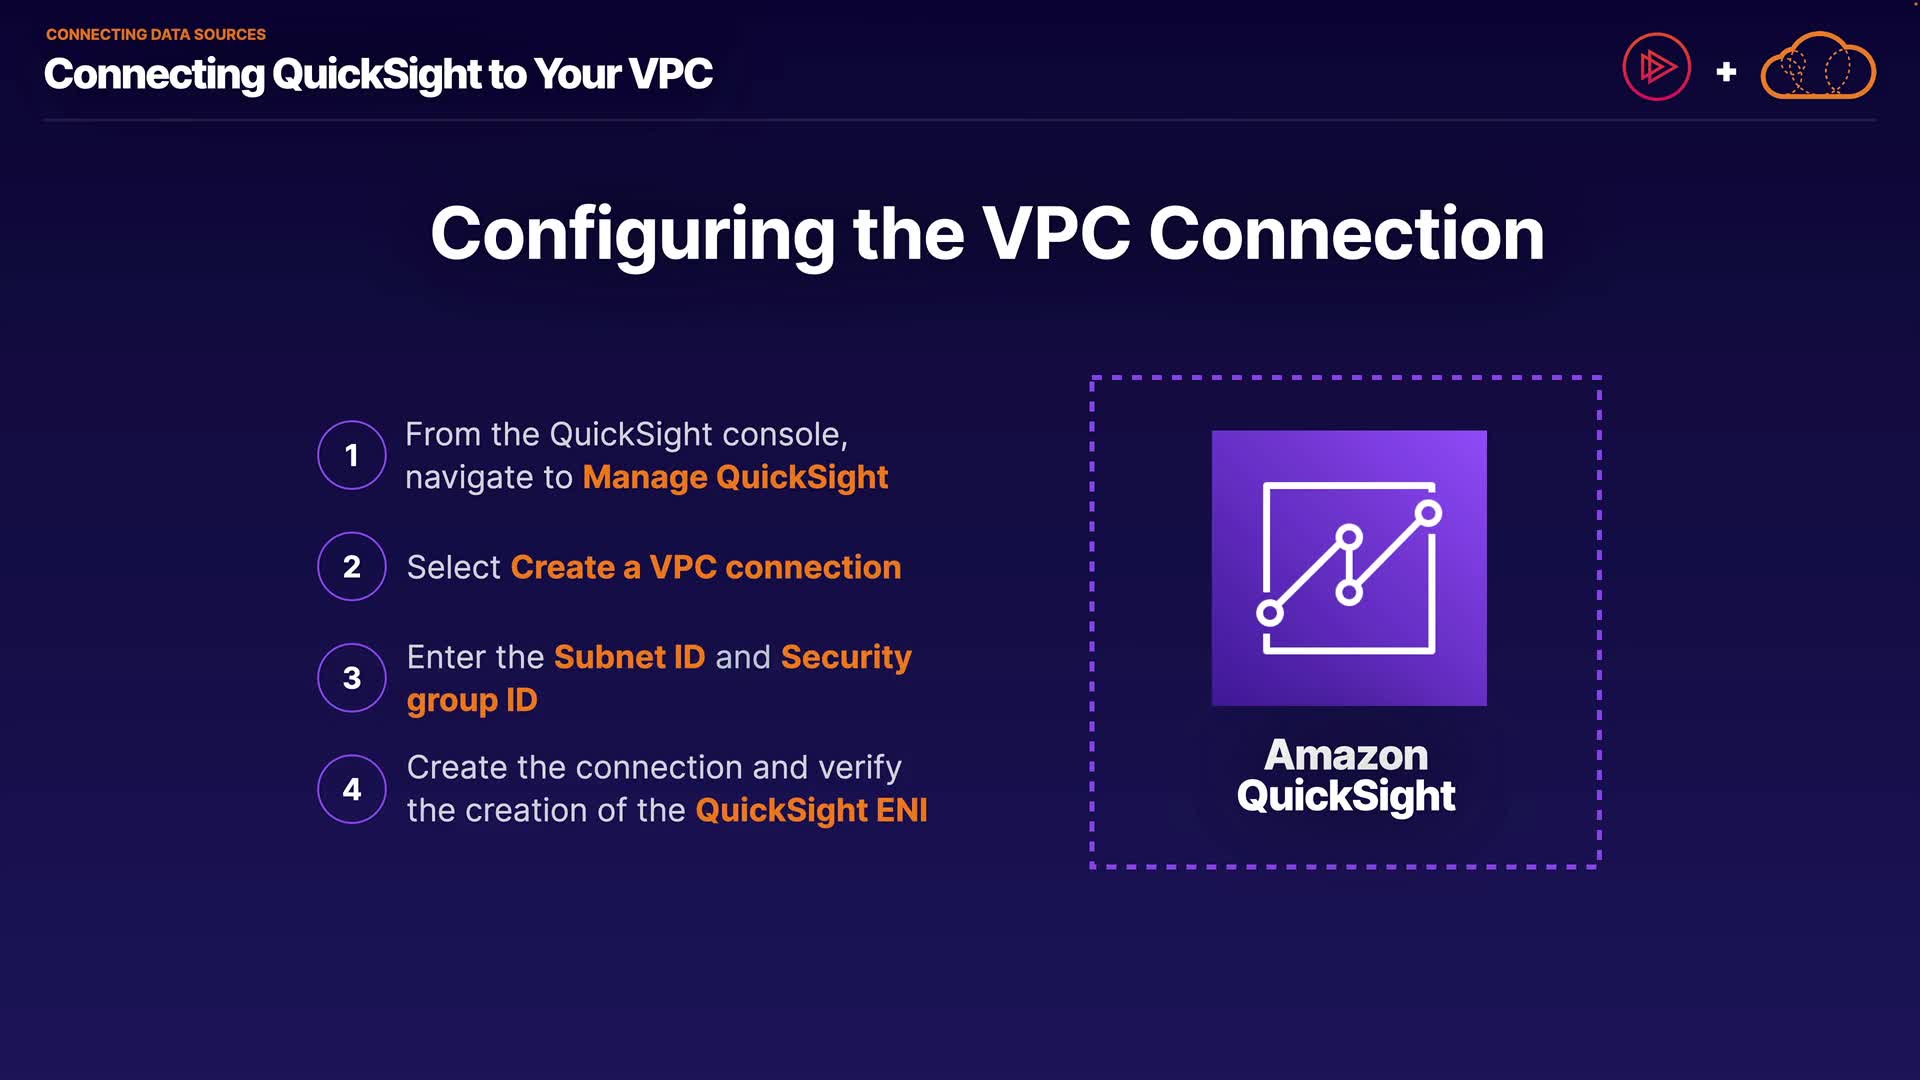 CONNECTING DATA SOURCES
Connecting QuickSight to Your VPC
+
Configuring the VPC Connection
1
From the QuickSight console,
navigate to Manage QuickSight
2
Select Create a VPC connection
3
Enter the Subnet ID and Security
group ID
4
Create the connection and verify
the creation of the QuickSight ENI
Amazon
QuickSight